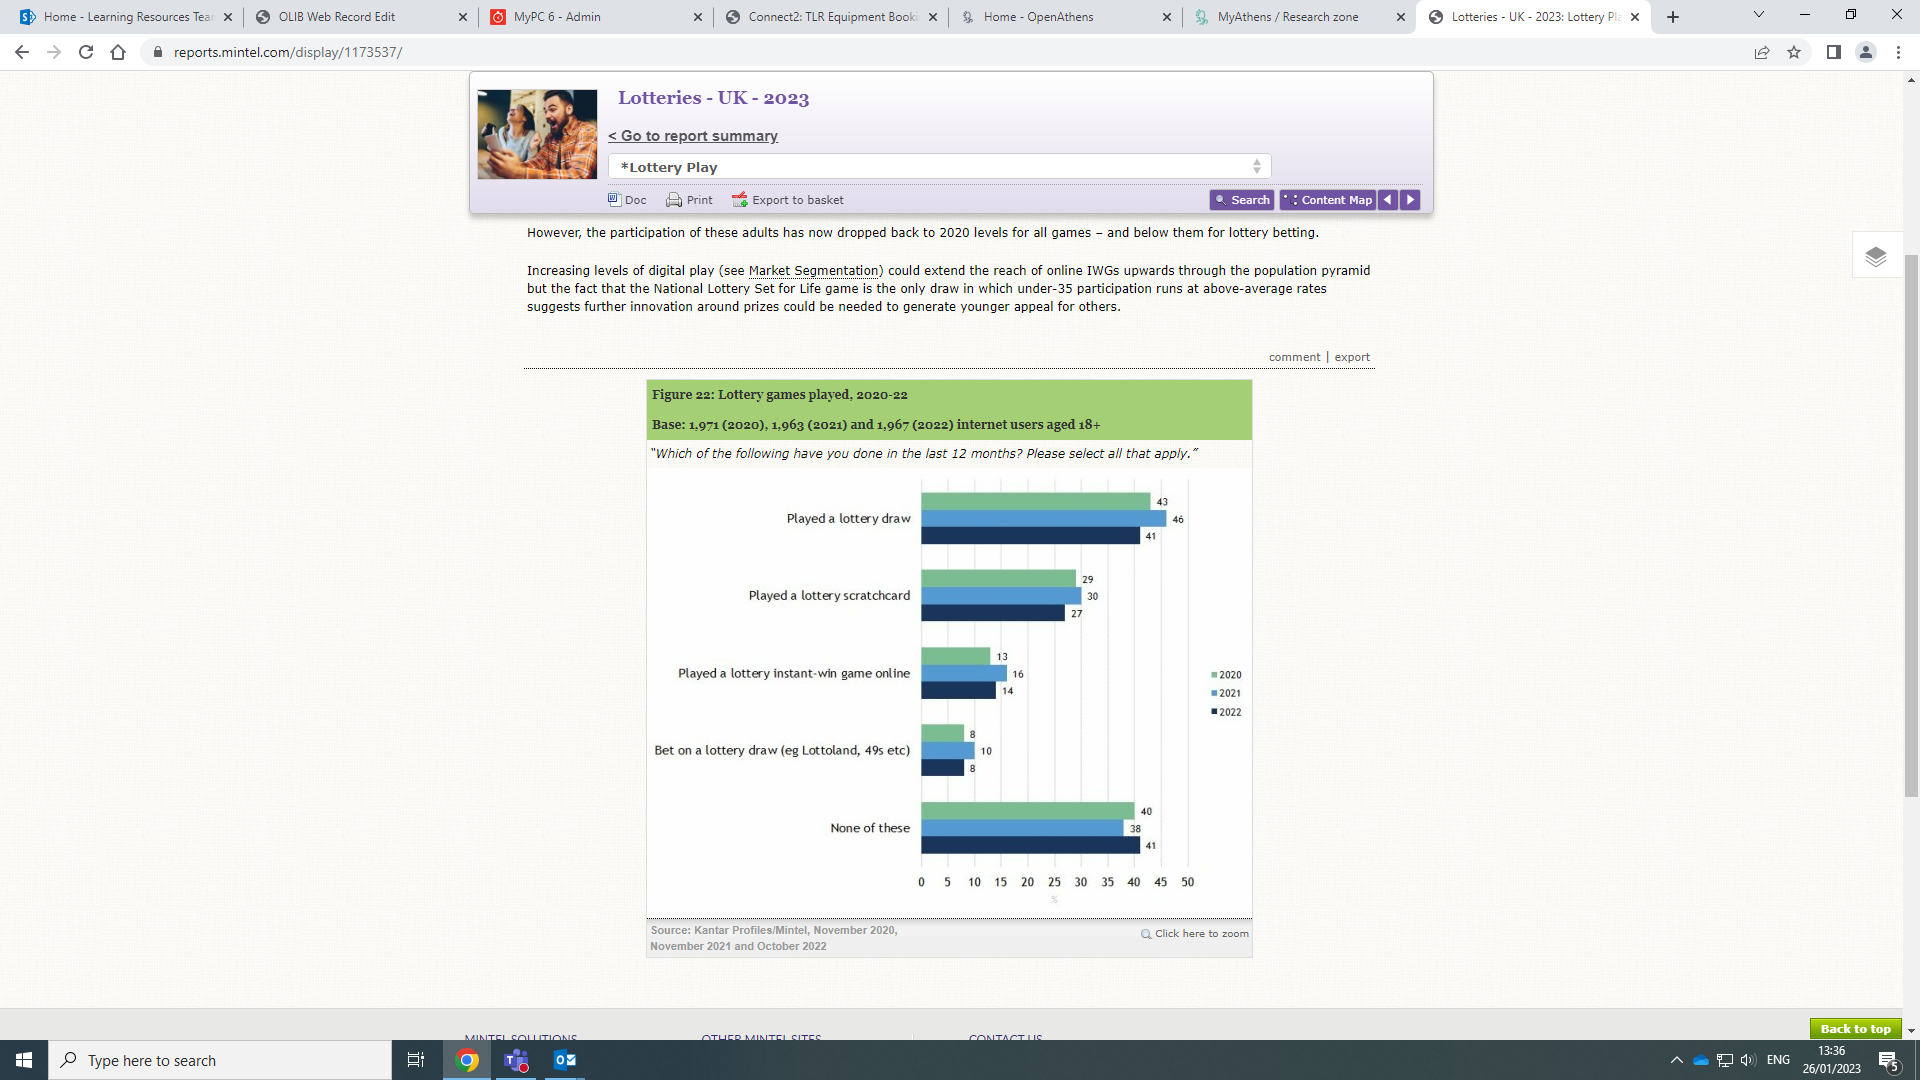 Home - Learning Resources Tear
OLIB Web Record Edit
MyPC 6 - Admin
Connect2: TLR Equipment Booki
Home - OpenAthens
MyAthens / Research zone
Lotteries - UK - 2023: Lottery Pl
reports.mintel.com/display/1173537/
Lotteries - UK - 2023
< Go to report summary
*Lottery Play
Doc
Print
Export to basket
Search
Content Map
However, the participation of these adults has now dropped back to 2020 levels for all games – and below them for lottery betting.
Increasing levels of digital play (see Market Segmentation) could extend the reach of online IWGs upwards through the population pyramid
but the fact that the National Lottery Set for Life game is the only draw in which under-35 participation runs at above-average rates
suggests further innovation around prizes could be needed to generate younger appeal for others.
comment | export
Figure 22: Lottery games played, 2020-22
Base: 1,971 (2020), 1,963 (2021) and 1,967 (2022) internet users aged 18+
“Which of the following have you done in the last 12 months? Please select all that apply.”
Played a lottery draw
43
46
41
Played a lottery scratchcard
29
30
27
Played a lottery instant-win game online
13
16
14
Bet on a lottery draw (eg Lottoland, 49s etc)
8
10
8
None of these
40
38
41
2020
2021
2022
0 5 10 15 20 25 30 35 40 45 50
%
Source: Kantar Profiles/Mintel, November 2020,
November 2021 and October 2022
Click here to zoom
MINTEL SOLUTIONS
OTHER MINTEL SITES
CONTACT US
Back to top
Type here to search
ENG
13:36
26/01/2023
5